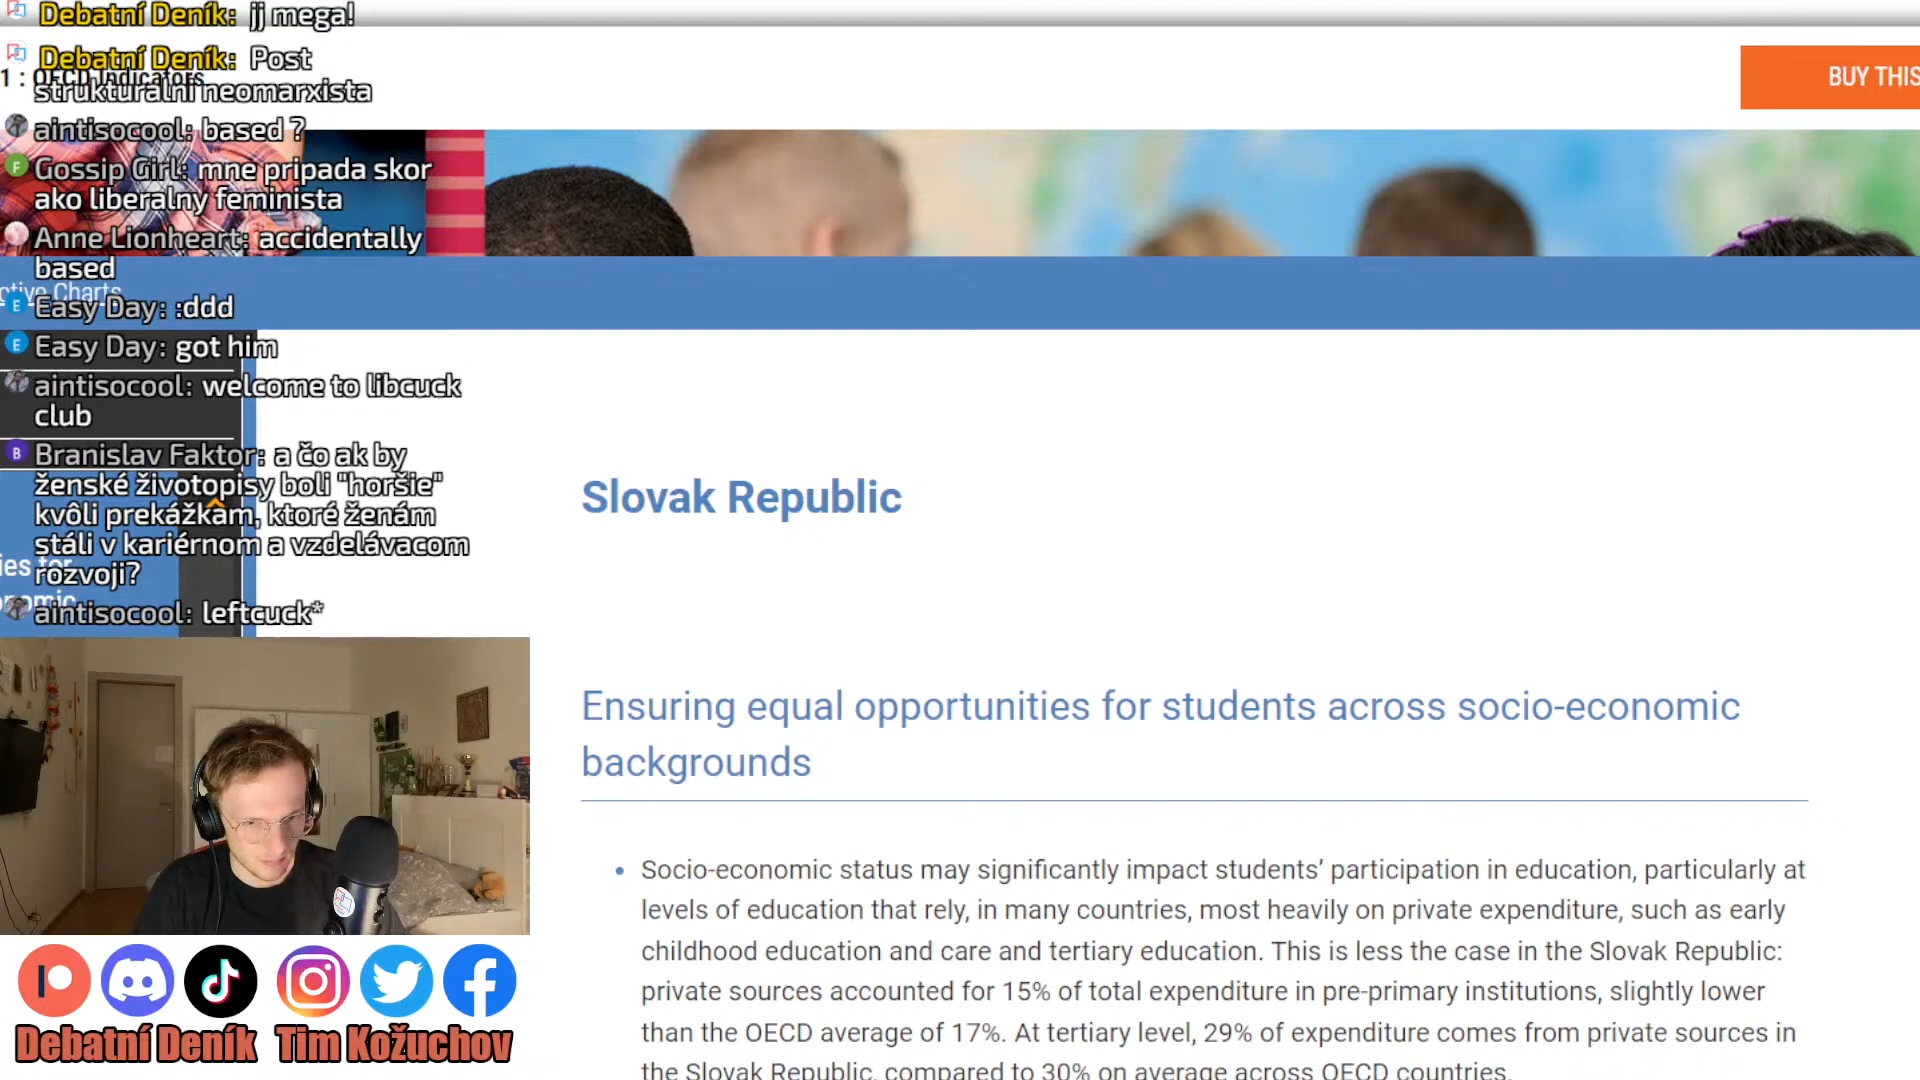 Debatní Deník: jj mega!
Debatní Deník: Post
1 : OECD Indicators
strukturální neomarxista
BUY THIS
aintisocool: based ?
Gossip Girl: mne pripada skor
ako liberalny feminista
Anne Lionheart: accidentally
based
ctive Charts
Easy Day: :ddd
Easy Day: got him
aintisocool: welcome to libcuck
club
Branislav Faktor: a čo ak by
ženské životopisy boli "horšie"
kvôli prekážkam, ktoré ženám
stáli v kariérnom a vzdelávacom
rozvoji?
ies for
onomic
aintisocool: leftcuck*
Slovak Republic
Ensuring equal opportunities for students across socio-economic
backgrounds
• Socio-economic status may significantly impact students’ participation in education, particularly at
levels of education that rely, in many countries, most heavily on private expenditure, such as early
childhood education and care and tertiary education. This is less the case in the Slovak Republic:
private sources accounted for 15% of total expenditure in pre-primary institutions, slightly lower
than the OECD average of 17%. At tertiary level, 29% of expenditure comes from private sources in
the Slovak Republic, compared to 30% on average across OECD countries.
Debatní Deník Tim Kožuchov